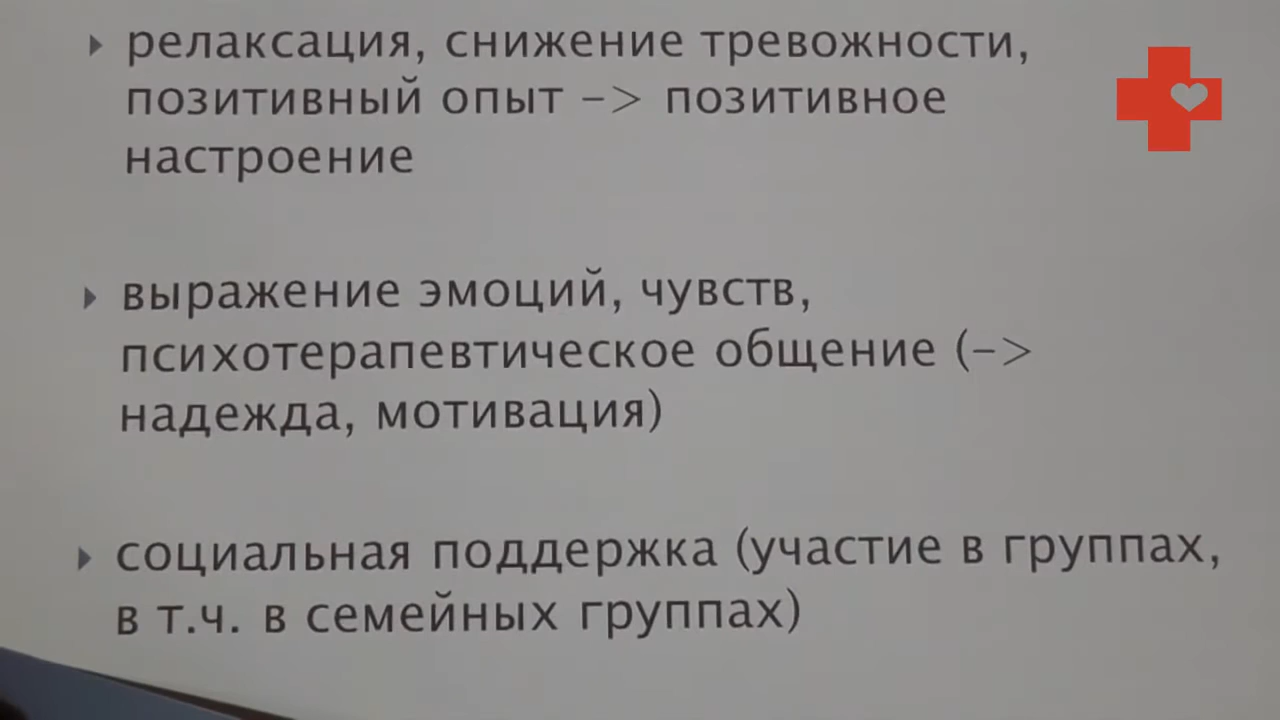 релаксация, снижение тревожности,
позитивный опыт –> позитивное
настроение
выражение эмоций, чувств,
психотерапевтическое общение (–>
надежда, мотивация)
социальная поддержка (участие в группах,
в т.ч. в семейных группах)